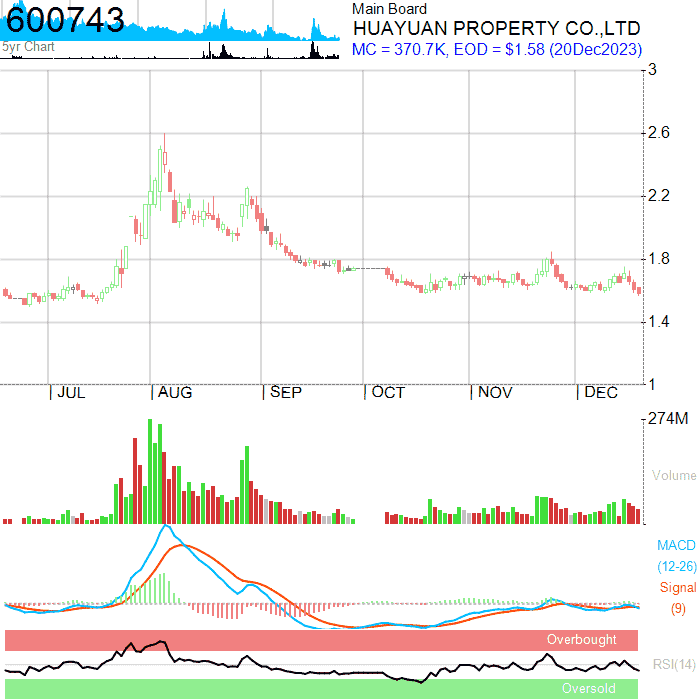 600743
5yr Chart
Main Board
HUAYUAN PROPERTY CO.,LTD
MC = 370.7K, EOD = $1.58 (20Dec2023)
3
2.6
2.2
1.8
1.4
1
JUL
AUG
SEP
OCT
NOV
DEC
274M
Volume
MACD
(12-26)
Signal
(9)
Overbought
RSI(14)
Oversold